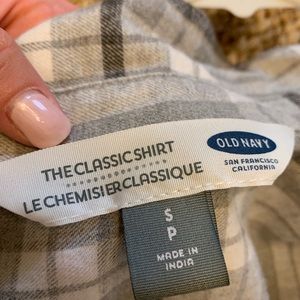 THE CLASSIC SHIRT
LE CHEMISIER CLASSIQUE
OLD NAVY
SAN FRANCISCO
CALIFORNIA
S
P
MADE IN
INDIA